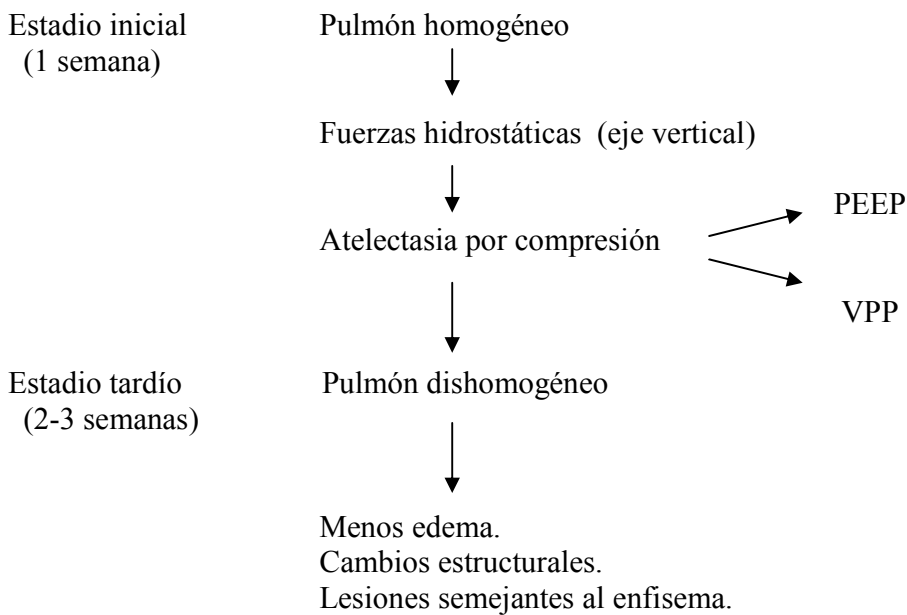 Estadio inicial Pulmón homogéneo
(1 semana)
Fuerzas hidrostáticas (eje vertical)
PEEP
Atelectasia por compresión
VPP
Estadio tardío Pulmón dishomogéneo
(2-3 semanas)
Menos edema.
Cambios estructurales.
Lesiones semejantes al enfisema.